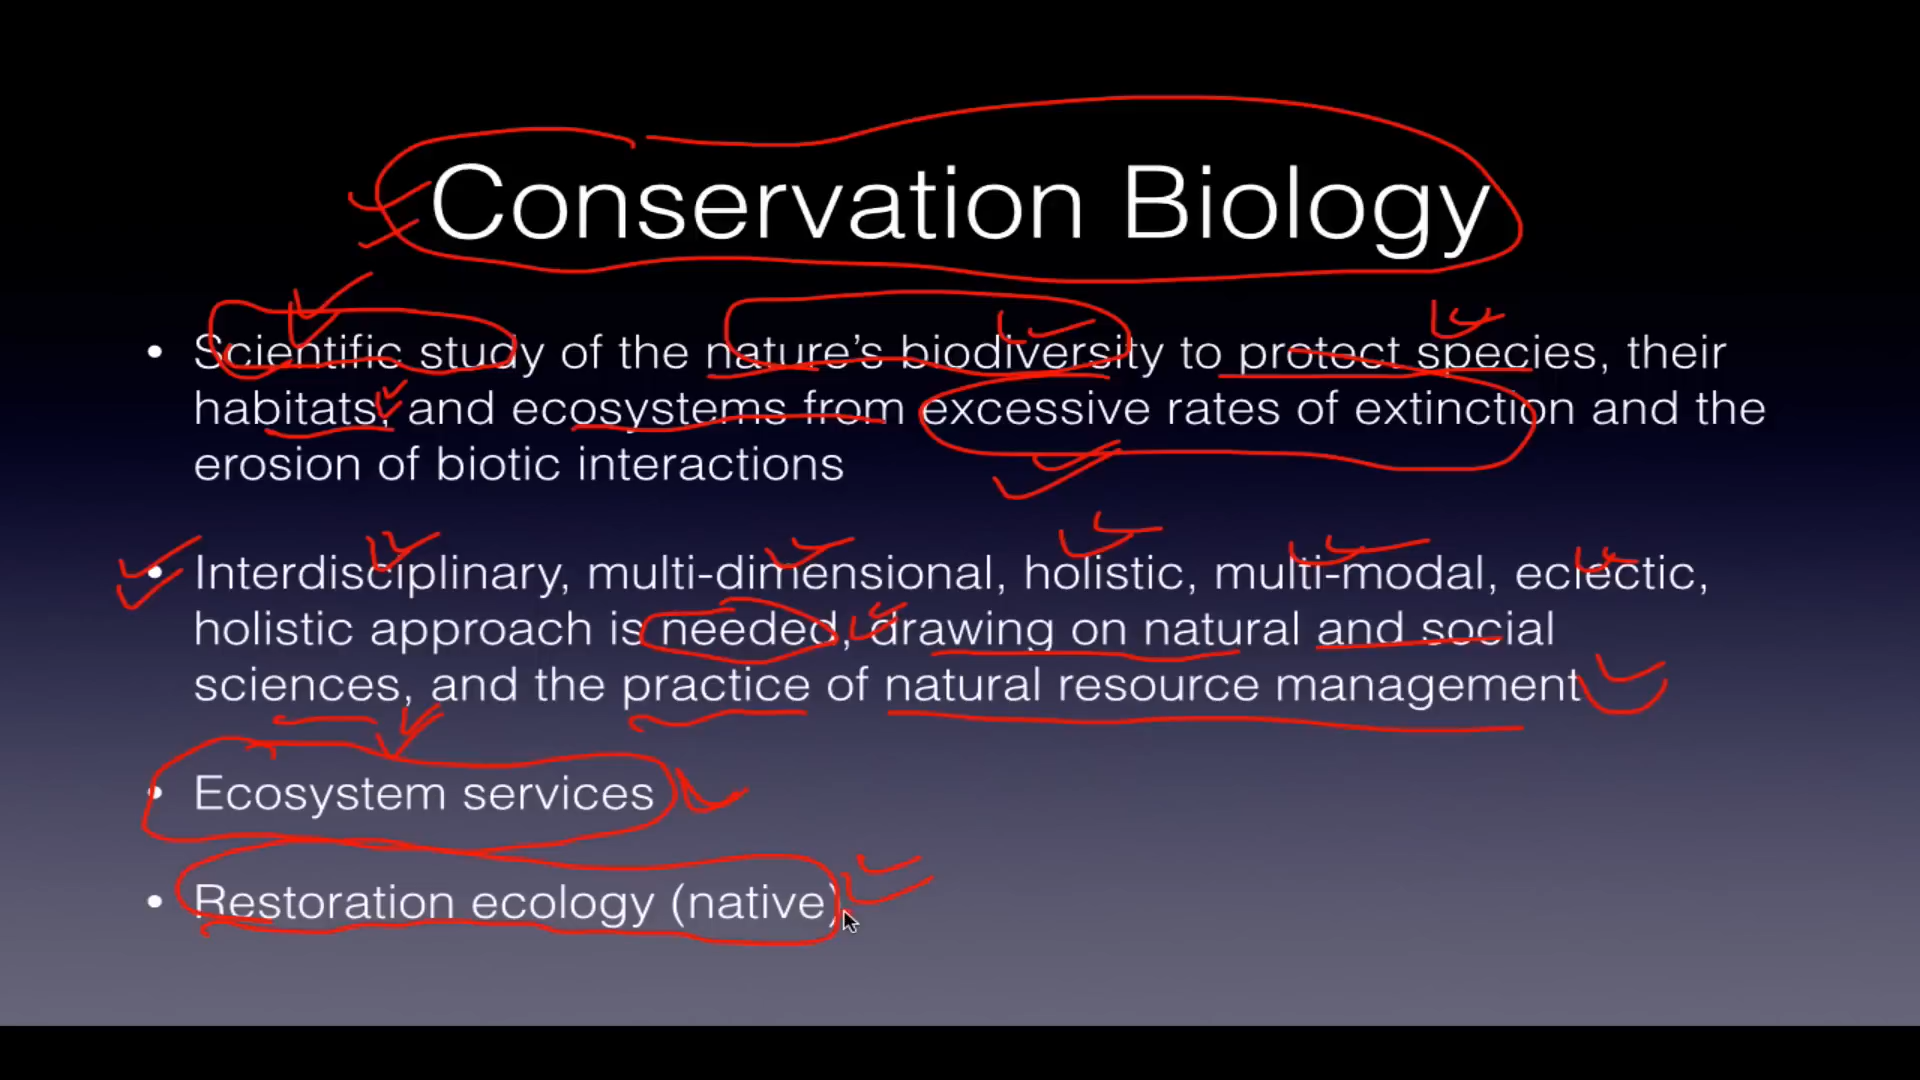 Conservation Biology
• Scientific study of the nature's biodiversity to protect species, their
habitats, and ecosystems from excessive rates of extinction and the
erosion of biotic interactions
• Interdisciplinary, multi-dimensional, holistic, multi-modal, eclectic,
holistic approach is needed, drawing on natural and social
sciences, and the practice of natural resource management
• Ecosystem services
• Restoration ecology (native)